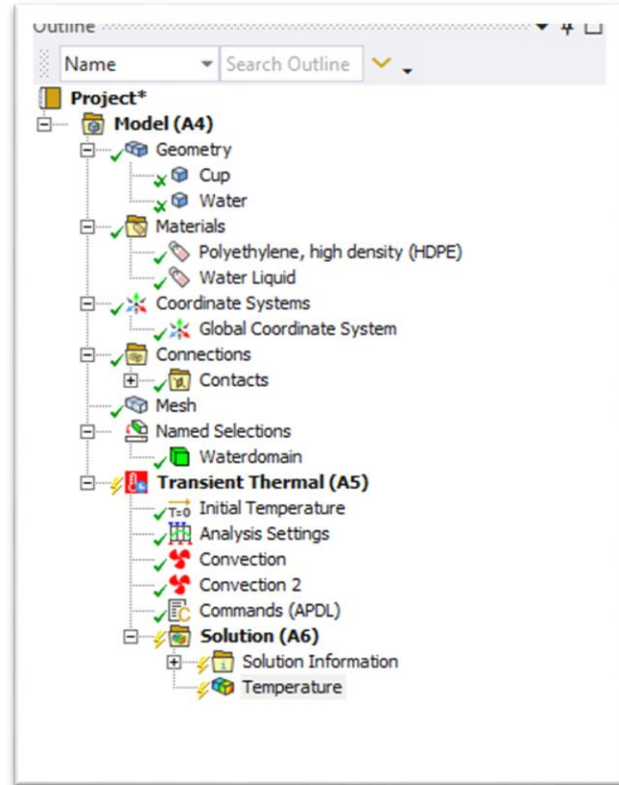 Outline
Name Search Outline
Project*
Model (A4)
Geometry
Cup
Water
Materials
Polyethylene, high density (HDPE)
Water Liquid
Coordinate Systems
Global Coordinate System
Connections
Contacts
Mesh
Named Selections
Waterdomain
Transient Thermal (A5)
T=0 Initial Temperature
Analysis Settings
Convection
Convection 2
Commands (APDL)
Solution (A6)
Solution Information
Temperature